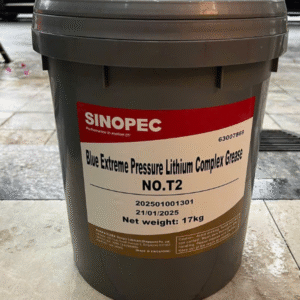 SINOPEC
63007865
Blue Extreme Pressure Lithium Complex Grease
NO.T2
202501001301
21/01/2025
Net weight: 17kg